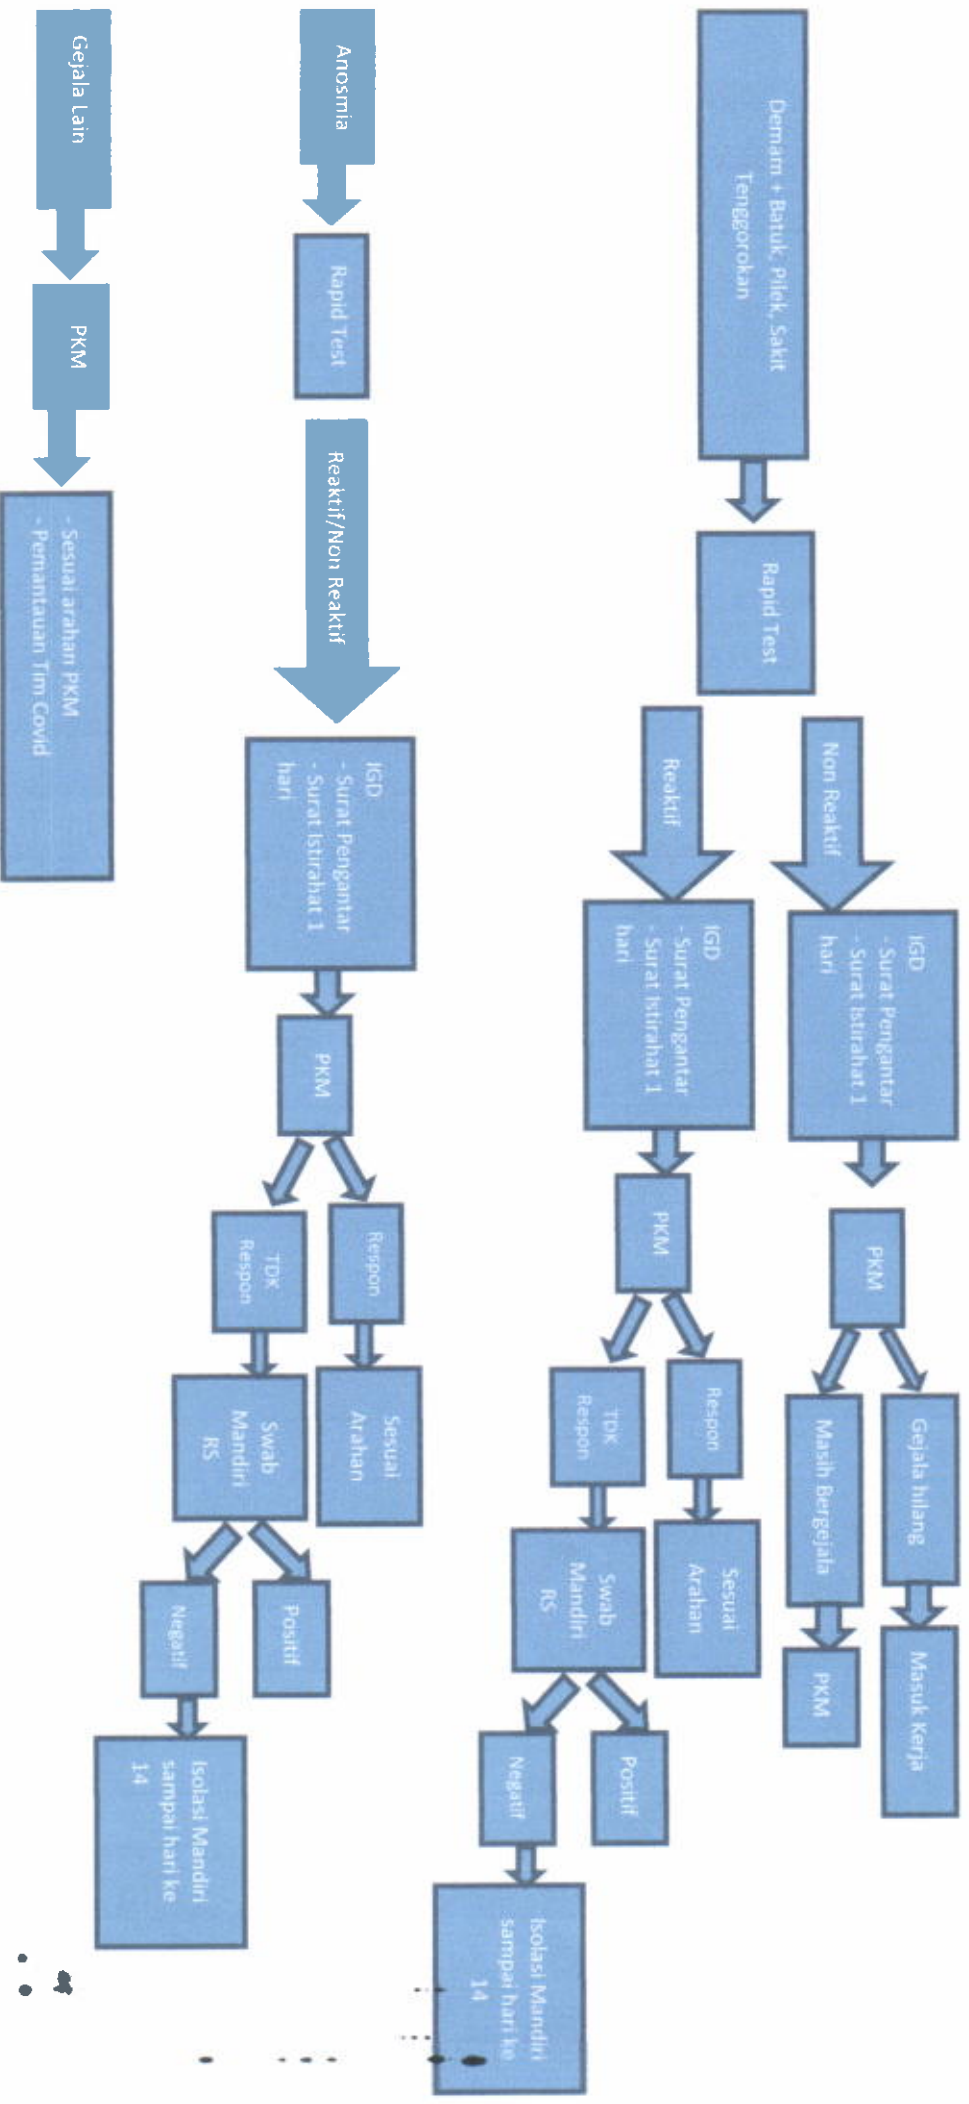 Demam + Batuk, Pilek, Sakit
Tenggorokan
Rapid Test
Non Reaktif
IGD
- Surat Pengantar
- Surat Istirahat 1
hari
PKM
Gejala hilang
Masuk Kerja
Masih Bergejala
PKM
Reaktif
IGD
- Surat Pengantar
- Surat Istirahat 1
hari
PKM
Respon
Sesuai
Arahan
TDK
Respon
Swab
Mandiri
RS
Positif
Negatif
Isolasi Mandiri
sampai hari ke
14
Anosmia
Rapid Test
Reaktif/Non Reaktif
IGD
- Surat Pengantar
- Surat Istirahat 1
hari
PKM
Respon
Sesuai
Arahan
TDK
Respon
Swab
Mandiri
RS
Positif
Negatif
Isolasi Mandiri
sampai hari ke
14
Gejala Lain
PKM
- Sesuai arahan PKM
- Pemantauan Tim Covid